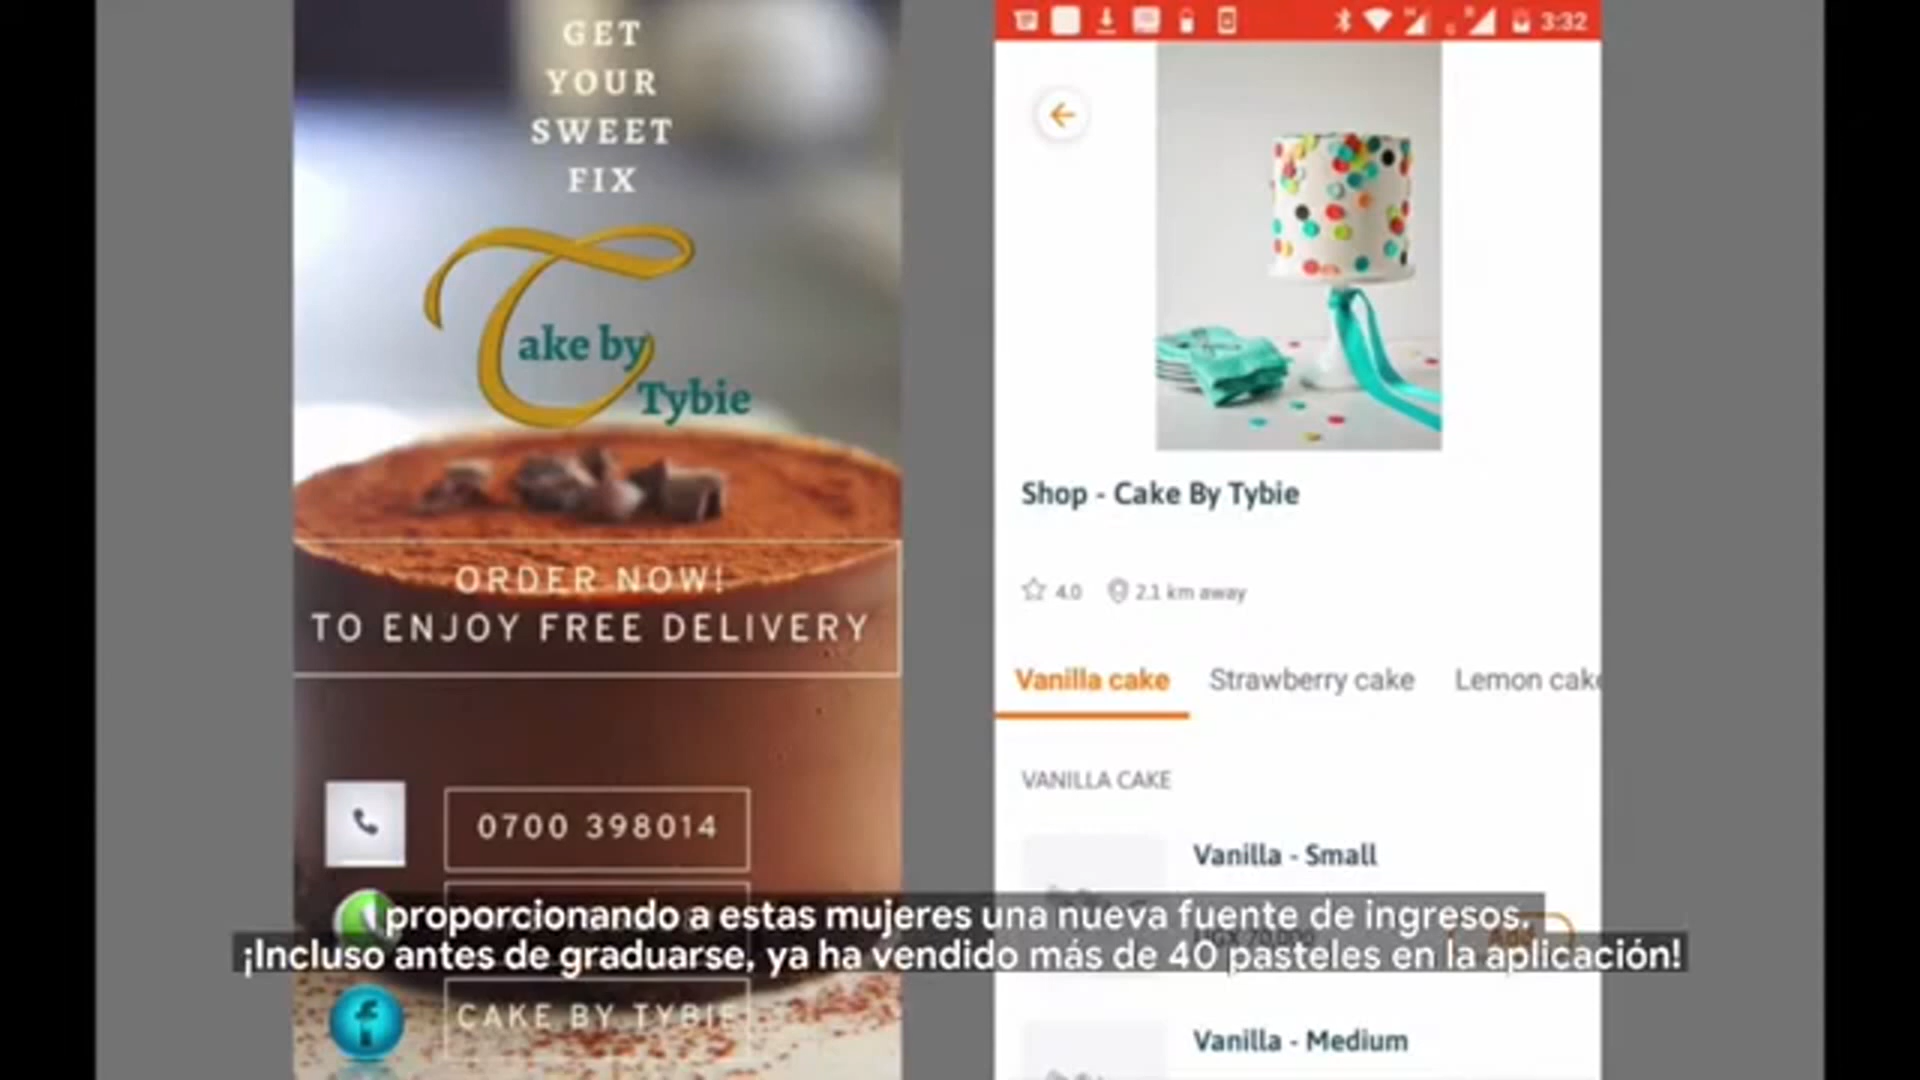 GET
YOUR
SWEET
FIX
Cake by
Tybie
ORDER NOW!
TO ENJOY FREE DELIVERY
0700 398014
CAKE BY TYBIE
3:32
Shop - Cake By Tybie
4.0 2.1 km away
Vanilla cake Strawberry cake Lemon cake
VANILLA CAKE
Vanilla - Small
Vanilla - Medium
proporcionando a estas mujeres una nueva fuente de ingresos.
¡Incluso antes de graduarse, ya ha vendido más de 40 pasteles en la aplicación!